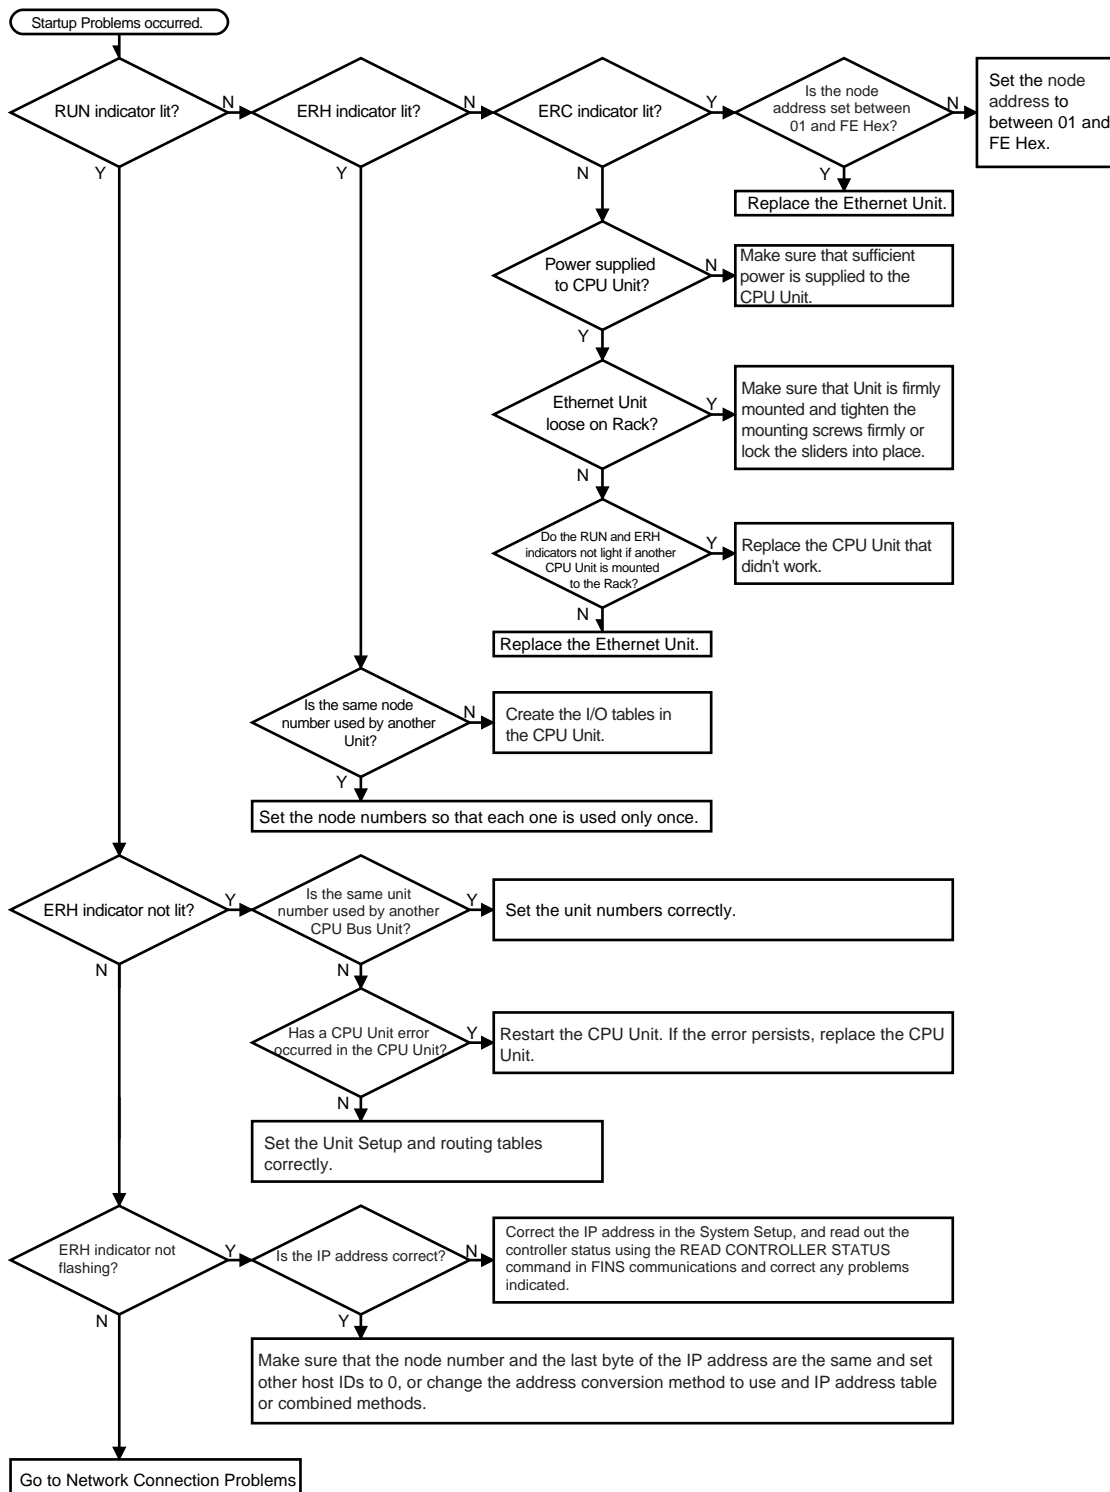 Startup Problems occurred.
RUN indicator lit?
N
Y
ERH indicator lit?
N
Y
ERC indicator lit?
Y
N
Is the node
address set between
01 and FE Hex?
N
Y
Set the node
address to
between 01 and
FE Hex.
Replace the Ethernet Unit.
Power supplied
to CPU Unit?
N
Y
Make sure that sufficient
power is supplied to the
CPU Unit.
Ethernet Unit
loose on Rack?
Y
N
Make sure that Unit is firmly
mounted and tighten the
mounting screws firmly or
lock the sliders into place.
Do the RUN and ERH
indicators not light if another
CPU Unit is mounted
to the Rack?
Y
N
Replace the CPU Unit that
didn't work.
Replace the Ethernet Unit.
Is the same node
number used by another
Unit?
N
Y
Create the I/O tables in
the CPU Unit.
Set the node numbers so that each one is used only once.
ERH indicator not lit?
Y
N
Is the same unit
number used by another
CPU Bus Unit?
Y
N
Set the unit numbers correctly.
Has a CPU Unit error
occurred in the CPU Unit?
Y
N
Restart the CPU Unit. If the error persists, replace the CPU
Unit.
Set the Unit Setup and routing tables
correctly.
ERH indicator not
flashing?
Y
N
Is the IP address correct?
N
Y
Correct the IP address in the System Setup, and read out the
controller status using the READ CONTROLLER STATUS
command in FINS communications and correct any problems
indicated.
Make sure that the node number and the last byte of the IP address are the same and set
other host IDs to 0, or change the address conversion method to use and IP address table
or combined methods.
Go to Network Connection Problems